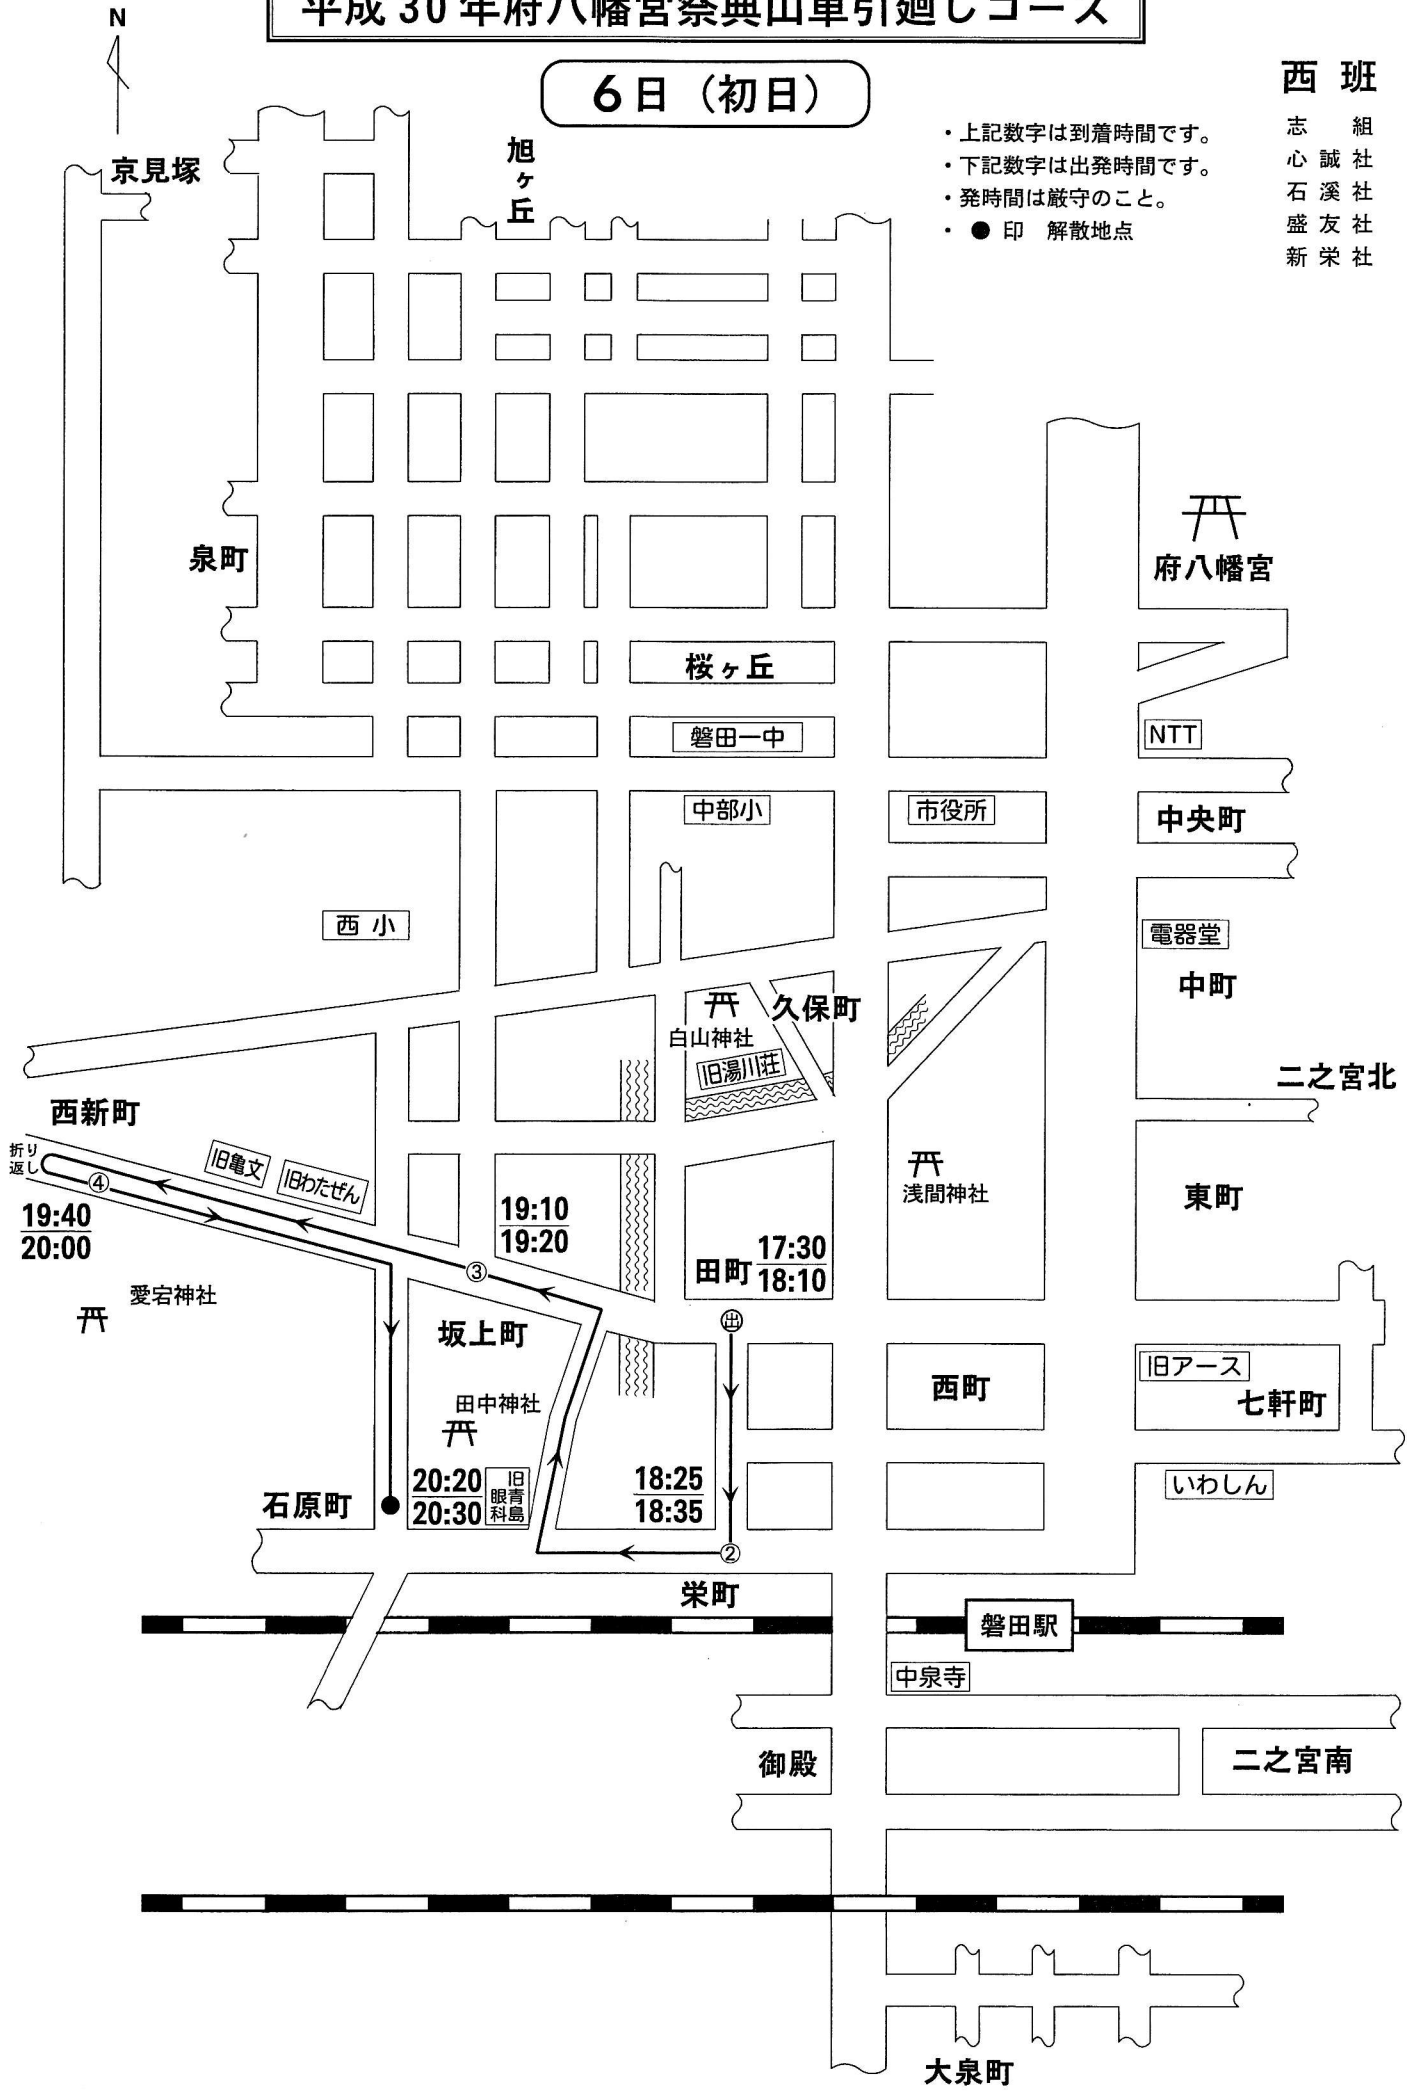 平成30年府八幡宮祭典山車引廻しコース
N
6日（初日）
西班
志組
心誠社
石溪社
盛友社
新栄社
・上記数字は到着時間です。
・下記数字は出発時間です。
・発時間は厳守のこと。
・●印 解散地点
京見塚
旭ヶ丘
泉町
府八幡宮
桜ヶ丘
磐田一中
NTT
中部小
市役所
中央町
西小
電器堂
中町
久保町
白山神社
旧湯川荘
二之宮北
西新町
折り
返し
旧亀文
旧わたぜん
④
浅間神社
東町
19:40
20:00
19:10
19:20
17:30
18:10
田町
③
愛宕神社
出
坂上町
旧アース
西町
七軒町
田中神社
20:20
20:30
旧青島
眼科
18:25
18:35
いわしん
石原町
②
栄町
磐田駅
中泉寺
御殿
二之宮南
大泉町